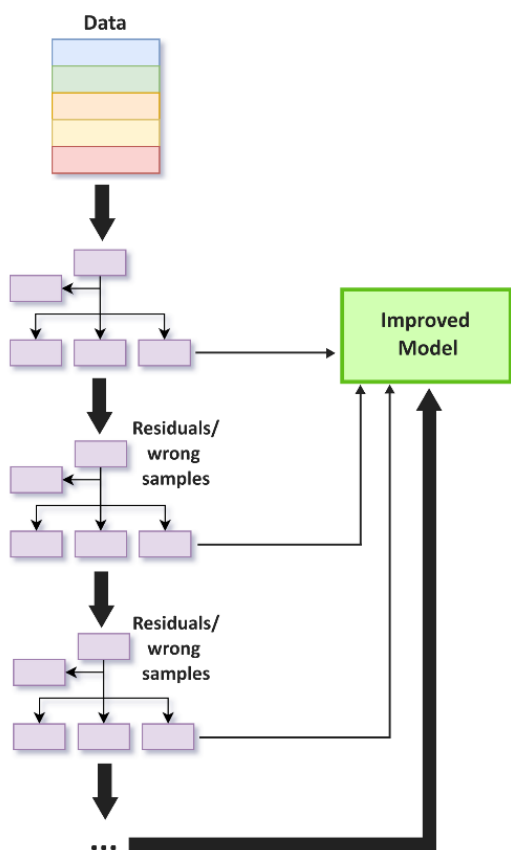 Data
Improved
Model
Residuals/
wrong
samples
Residuals/
wrong
samples
...